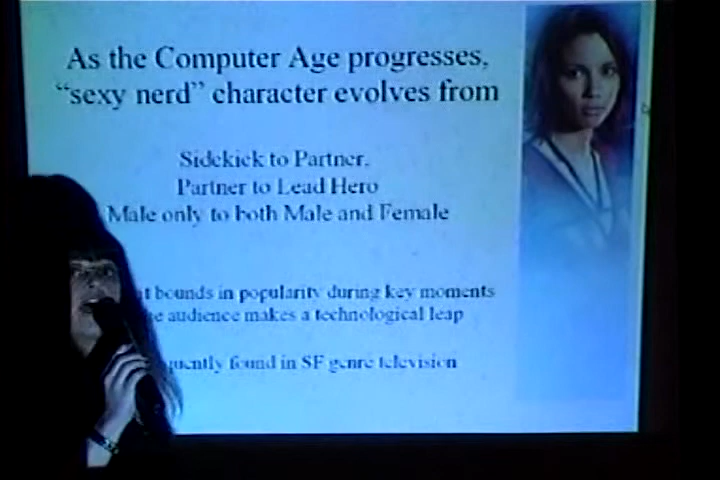 As the Computer Age progresses,
“sexy nerd” character evolves from
Sidekick to Partner,
Partner to Lead Hero
Male only to both Male and Female
bounds in popularity during key moments
audience makes a technological leap
found in SF genre television